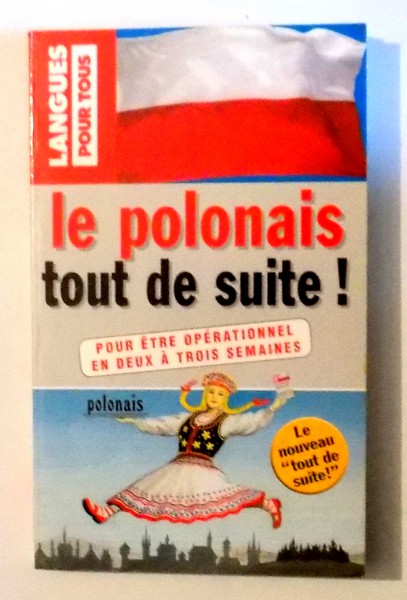 LANGUES
POUR TOUS
le polonais
tout de suite !
POUR ÊTRE OPÉRATIONNEL
EN DEUX À TROIS SEMAINES
polonais
Le
nouveau
"tout de
suite!"